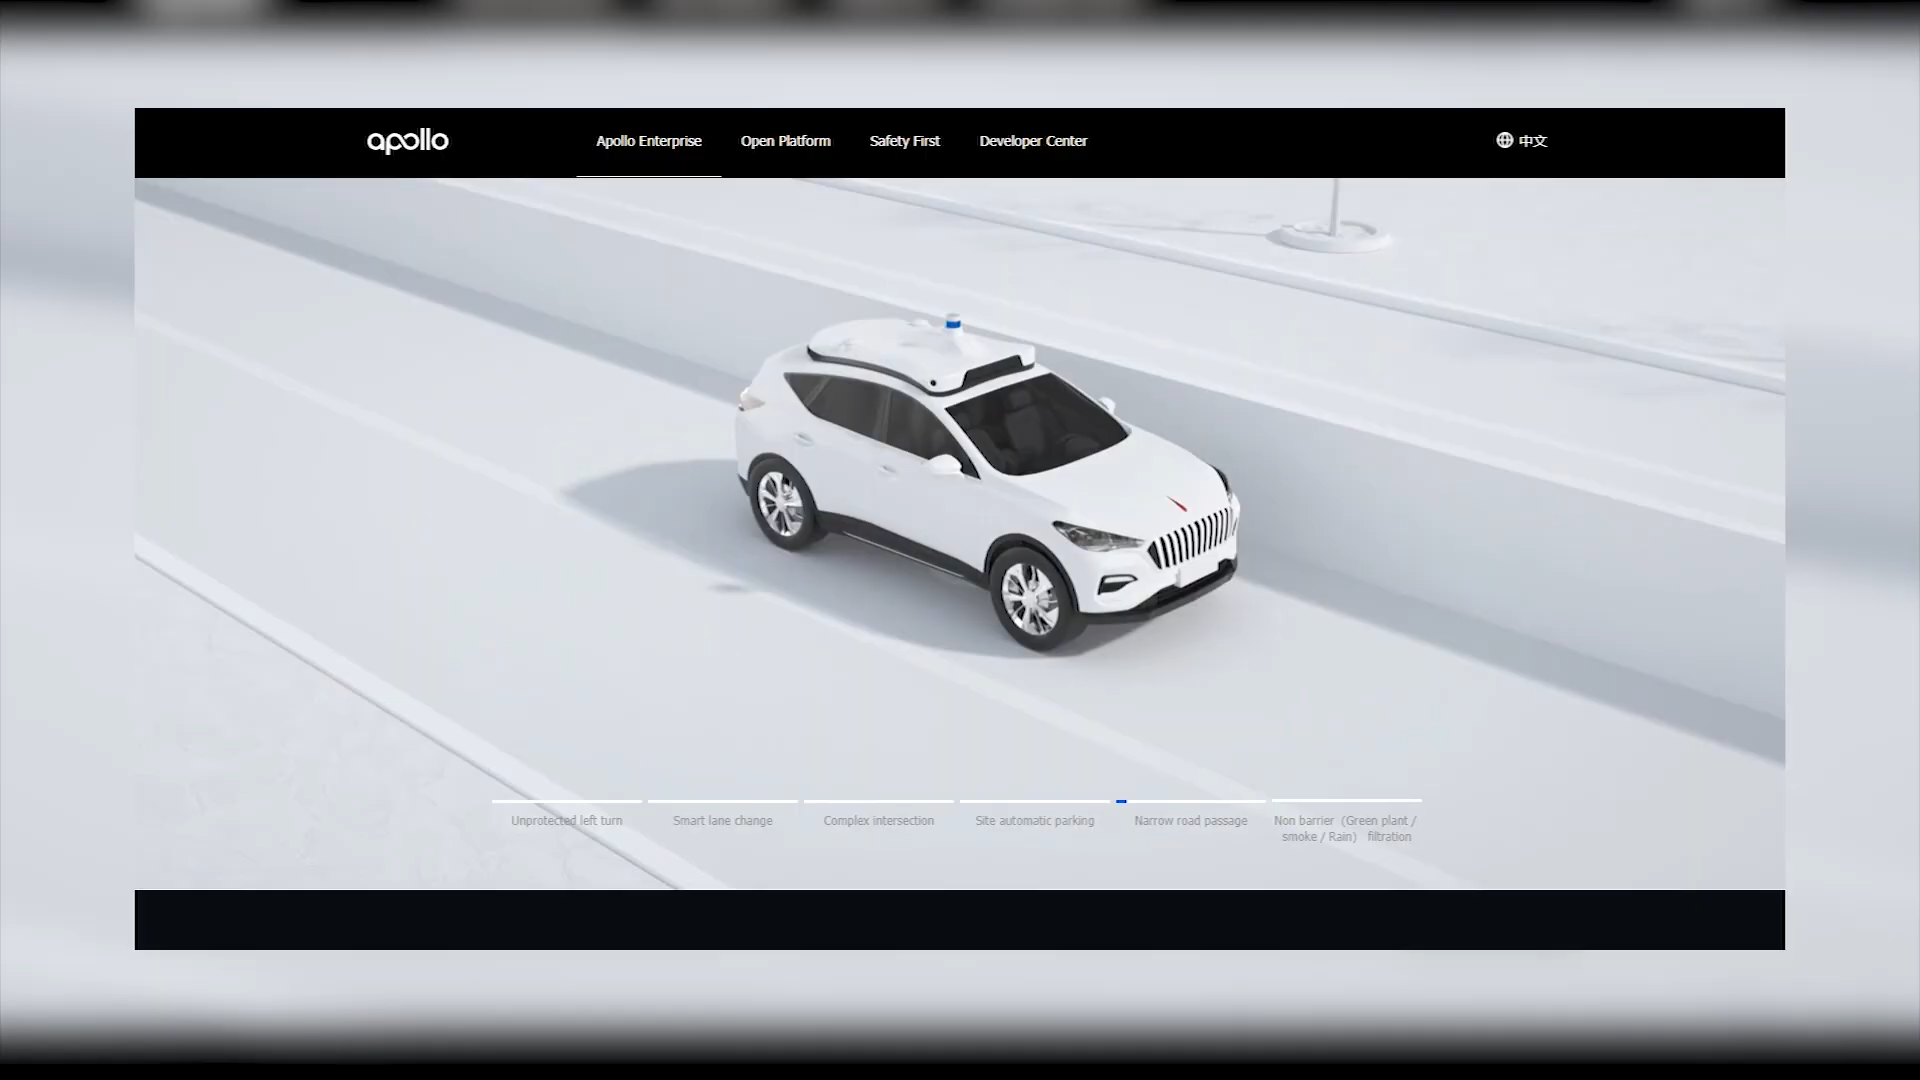 apollo
Apollo Enterprise
Open Platform
Safety First
Developer Center
中文
Unprotected left turn
Smart lane change
Complex intersection
Site automatic parking
Narrow road passage
Non barrier（Green plant /
smoke / Rain） filtration